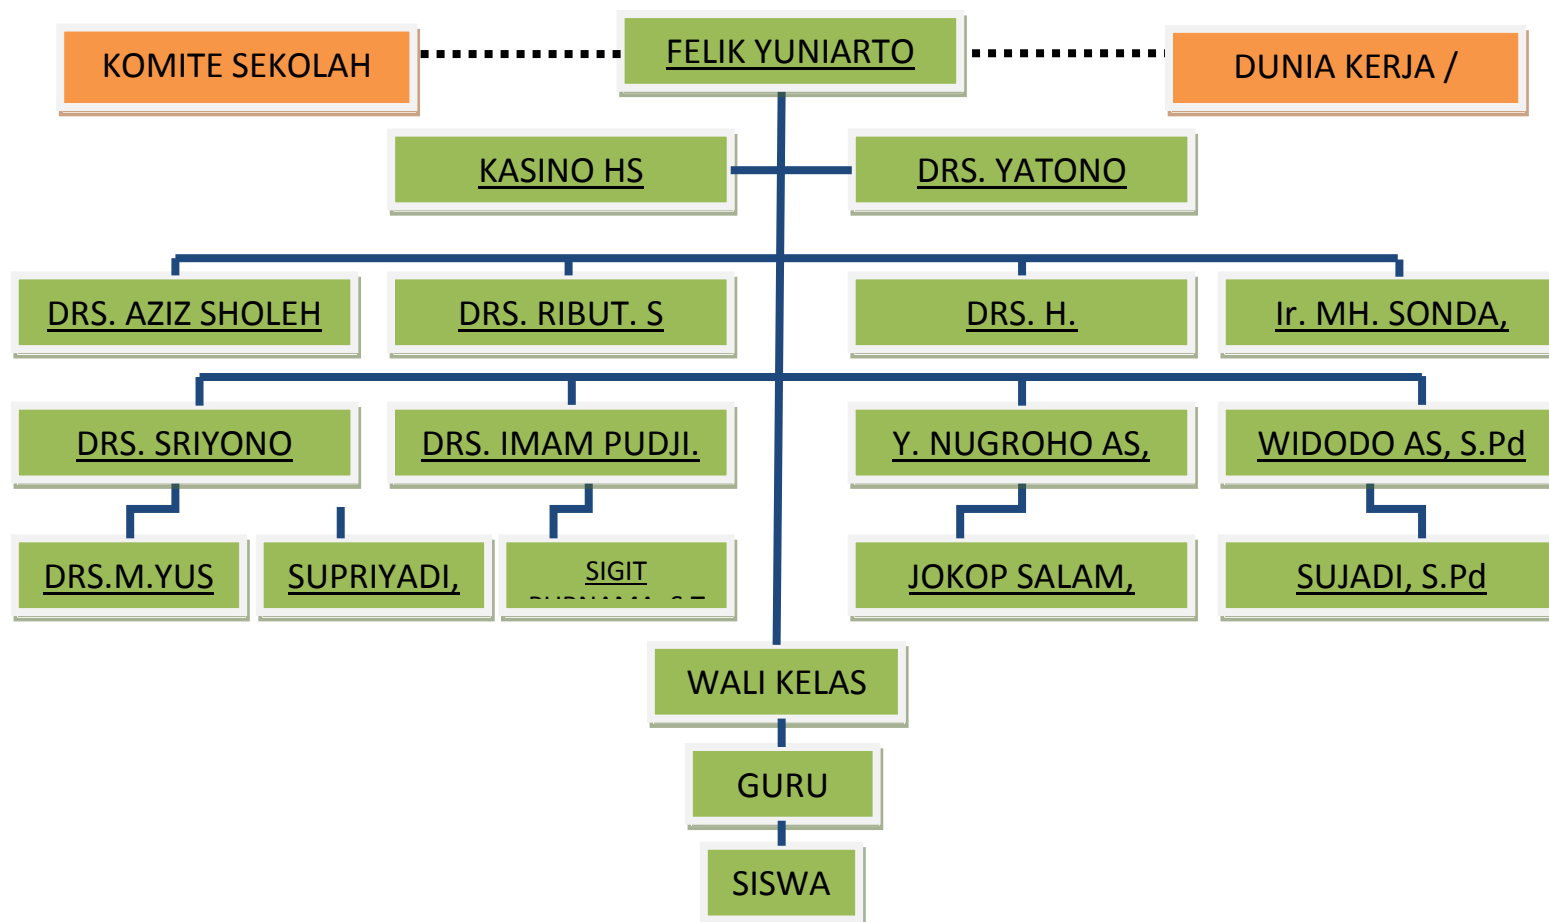 KOMITE SEKOLAH
FELIK YUNIARTO
DUNIA KERJA /
KASINO HS
DRS. YATONO
DRS. AZIZ SHOLEH
DRS. RIBUT. S
DRS. H.
Ir. MH. SONDA,
DRS. SRIYONO
DRS. IMAM PUDJI.
Y. NUGROHO AS,
WIDODO AS, S.Pd
DRS.M.YUS
SUPRIYADI,
SIGIT
JOKOP SALAM,
SUJADI, S.Pd
WALI KELAS
GURU
SISWA